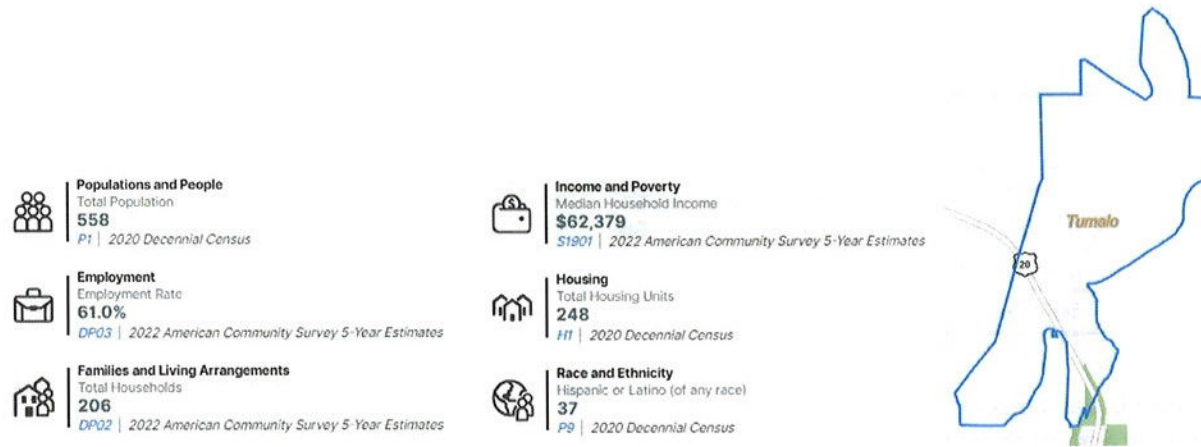 Populations and People
Total Population
558
P1 | 2020 Decennial Census
Employment
Employment Rate
61.0%
DP03 | 2022 American Community Survey 5-Year Estimates
Families and Living Arrangements
Total Households
206
DP02 | 2022 American Community Survey 5-Year Estimates
Income and Poverty
Median Household Income
$62,379
S1901 | 2022 American Community Survey 5-Year Estimates
Housing
Total Housing Units
248
H1 | 2020 Decennial Census
Race and Ethnicity
Hispanic or Latino (of any race)
37
P9 | 2020 Decennial Census
Tumalo
20